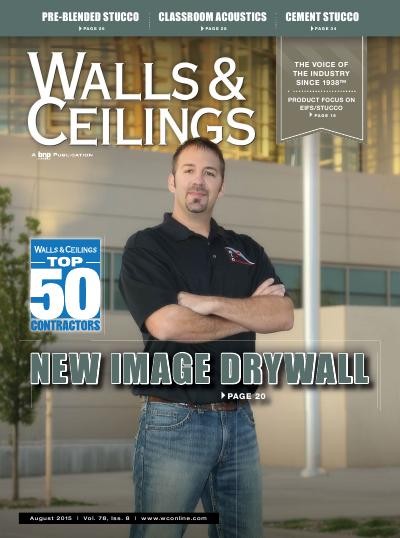 PRE-BLENDED STUCCO
PAGE 26
CLASSROOM ACOUSTICS
PAGE 28
CEMENT STUCCO
PAGE 34
WALLS &
CEILINGS
A bnp PUBLICATION
THE VOICE OF
THE INDUSTRY
SINCE 1938™
PRODUCT FOCUS ON
EIFS/STUCCO
PAGE 16
WALLS & CEILINGS
TOP
50
CONTRACTORS
NEW IMAGE DRYWALL
PAGE 20
August 2015 | Vol. 78, Iss. 8 | www.wconline.com